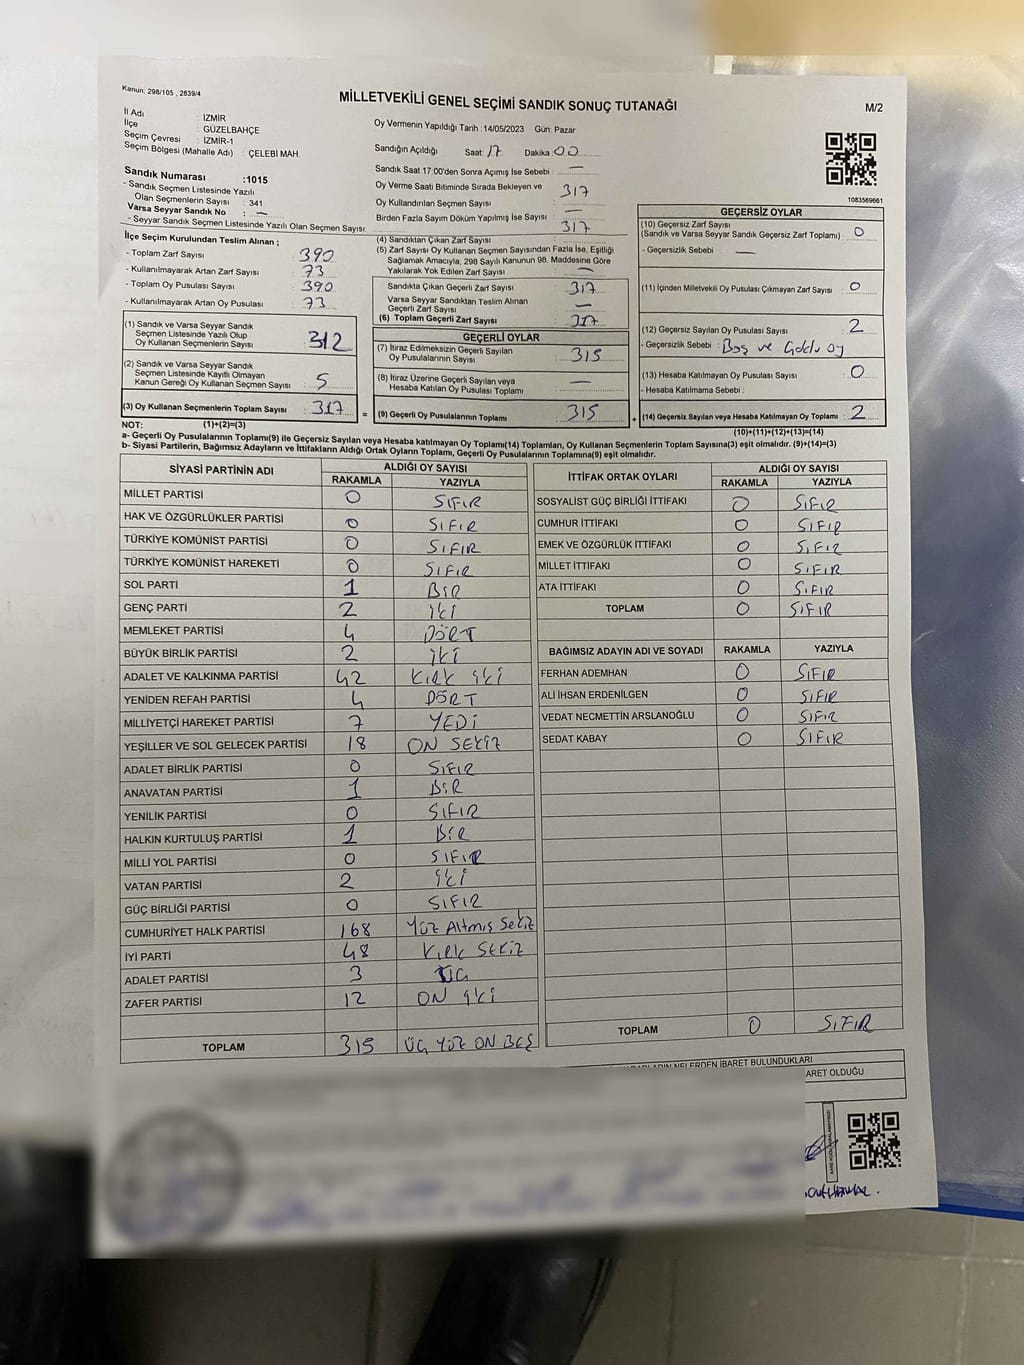 Kanun; 298/105 , 2839/4
MİLLETVEKİLİ GENEL SEÇİMİ SANDIK SONUÇ TUTANAĞI
M/2
İl Adı : İZMİR
İlçe : GÜZELBAHÇE
Seçim Çevresi : İZMİR-1
Seçim Bölgesi (Mahalle Adı) : ÇELEBİ MAH.
Oy Vermenin Yapıldığı Tarih :14/05/2023 Gün: Pazar
Sandığın Açıldığı Saat: 17 Dakika : 00
Sandık Saat 17:00'den Sonra Açımış İse Sebebi : —
Oy Verme Saati Bitiminde Sırada Bekleyen ve
Oy Kullandırılan Seçmen Sayısı : 317
Birden Fazla Sayım Döküm Yapılmış İse Sayısı : —
1083569661
Sandık Numarası :1015
- Sandık Seçmen Listesinde Yazılı
Olan Seçmenlerin Sayısı : 341
Varsa Seyyar Sandık No : —
- Seyyar Sandık Seçmen Listesinde Yazılı Olan Seçmen Sayısı:
İlçe Seçim Kurulundan Teslim Alınan ;
- Toplam Zarf Sayısı : 390
- Kullanılmayarak Artan Zarf Sayısı : 73
- Toplam Oy Pusulası Sayısı : 390
- Kullanılmayarak Artan Oy Pusulası : 73
(1) Sandık ve Varsa Seyyar Sandık
Seçmen Listesinde Yazılı Olup
Oy Kullanan Seçmenlerin Sayısı : 312
(2) Sandık ve Varsa Seyyar Sandık
Seçmen Listesinde Kayıtlı Olmayan
Kanun Gereği Oy Kullanan Seçmen Sayısı : 5
(3) Oy Kullanan Seçmenlerin Toplam Sayısı : 317
(4) Sandıktan Çıkan Zarf Sayısı : 317
(5) Zarf Sayısı Oy Kullanan Seçmen Sayısından Fazla İse, Eşitliği
Sağlamak Amacıyla, 298 Sayılı Kanunun 98. Maddesine Göre
Yakılarak Yok Edilen Zarf Sayısı : —
Sandıkta Çıkan Geçerli Zarf Sayısı : 317
Varsa Seyyar Sandıktan Teslim Alınan
Geçerli Zarf Sayısı : —
(6) Toplam Geçerli Zarf Sayısı : 317
GEÇERLİ OYLAR
(7) İtiraz Edilmeksizin Geçerli Sayılan
Oy Pusulalarının Sayısı : 315
(8) İtiraz Üzerine Geçerli Sayılan veya
Hesaba Katılan Oy Pusulası Toplamı : —
= (9) Geçerli Oy Pusulalarının Toplamı : 315
GEÇERSİZ OYLAR
(10) Geçersiz Zarf Sayısı
(Sandık ve Varsa Seyyar Sandık Geçersiz Zarf Toplamı) : 0
- Geçersizlik Sebebi : —
(11) İçinden Milletvekili Oy Pusulası Çıkmayan Zarf Sayısı : 0
(12) Geçersiz Sayılan Oy Pusulası Sayısı : 2
- Geçersizlik Sebebi : Boş ve Çoklu oy
(13) Hesaba Katılmayan Oy Pusulası Sayısı : 0
- Hesaba Katılmama Sebebi :
+ (14) Geçersiz Sayılan veya Hesaba Katılmayan Oy Toplamı : 2
NOT: (1)+(2)=(3)
(10)+(11)+(12)+(13)=(14)
a- Geçerli Oy Pusulalarının Toplamı(9) ile Geçersiz Sayılan veya Hesaba katılmayan Oy Toplam(14) Toplamları, Oy Kullanan Seçmenlerin Toplam Sayısına(3) eşit olmalıdır. (9)+(14)=(3)
b- Siyasi Partilerin, Bağımsız Adayların ve İttifakların Aldığı Ortak Oyların Toplamı, Geçerli Oy Pusulalarının Toplamına(9) eşit olmalıdır.
SİYASİ PARTİNİN ADI ALDIĞI OY SAYISI
RAKAMLA YAZIYLA
MİLLET PARTİSİ 0 SIFIR
HAK VE ÖZGÜRLÜKLER PARTİSİ 0 SIFIR
TÜRKİYE KOMÜNİST PARTİSİ 0 SIFIR
TÜRKİYE KOMÜNİST HAREKETİ 0 SIFIR
SOL PARTİ 1 BİR
GENÇ PARTİ 2 İKİ
MEMLEKET PARTİSİ 4 DÖRT
BÜYÜK BİRLİK PARTİSİ 2 İKİ
ADALET VE KALKINMA PARTİSİ 42 KIRK İKİ
YENİDEN REFAH PARTİSİ 4 DÖRT
MİLLİYETÇİ HAREKET PARTİSİ 7 YEDİ
YEŞİLLER VE SOL GELECEK PARTİSİ 18 ON SEKİZ
ADALET BİRLİK PARTİSİ 0 SIFIR
ANAVATAN PARTİSİ 1 BİR
YENİLİK PARTİSİ 0 SIFIR
HALKIN KURTULUŞ PARTİSİ 1 BİR
MİLLİ YOL PARTİSİ 0 SIFIR
VATAN PARTİSİ 2 İKİ
GÜÇ BİRLİĞİ PARTİSİ 0 SIFIR
CUMHURİYET HALK PARTİSİ 168 Yüz Altmış Sekiz
İYİ PARTİ 48 KIRK SEKİZ
ADALET PARTİSİ 3 ÜÇ
ZAFER PARTİSİ 12 ON İKİ
TOPLAM 315 ÜÇ YÜZ ON BEŞ
İTTİFAK ORTAK OYLARI ALDIĞI OY SAYISI
RAKAMLA YAZIYLA
SOSYALİST GÜÇ BİRLİĞİ İTTİFAKI 0 SIFIR
CUMHUR İTTİFAKI 0 SIFIR
EMEK VE ÖZGÜRLÜK İTTİFAKI 0 SIFIR
MİLLET İTTİFAKI 0 SIFIR
ATA İTTİFAKI 0 SIFIR
TOPLAM 0 SIFIR
BAĞIMSIZ ADAYIN ADI VE SOYADI RAKAMLA YAZIYLA
FERHAN ADEMHAN 0 SIFIR
ALİ İHSAN ERDENİLGEN 0 SIFIR
VEDAT NECMETTİN ARSLANOĞLU 0 SIFIR
SEDAT KABAY 0 SIFIR
TOPLAM 0 SIFIR
NELERDEN İBARET BULUNDUKLARI
ARET OLDUĞU